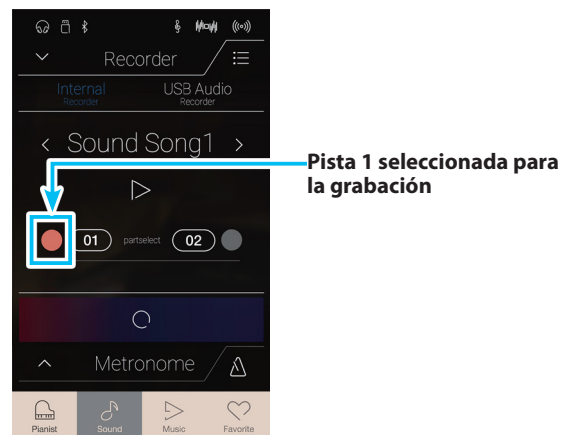 Recorder
Internal
Recorder
USB Audio
Recorder
Sound Song1
Pista 1 seleccionada para
la grabación
01 partselect 02
Metronome
Pianist Sound Music Favorite